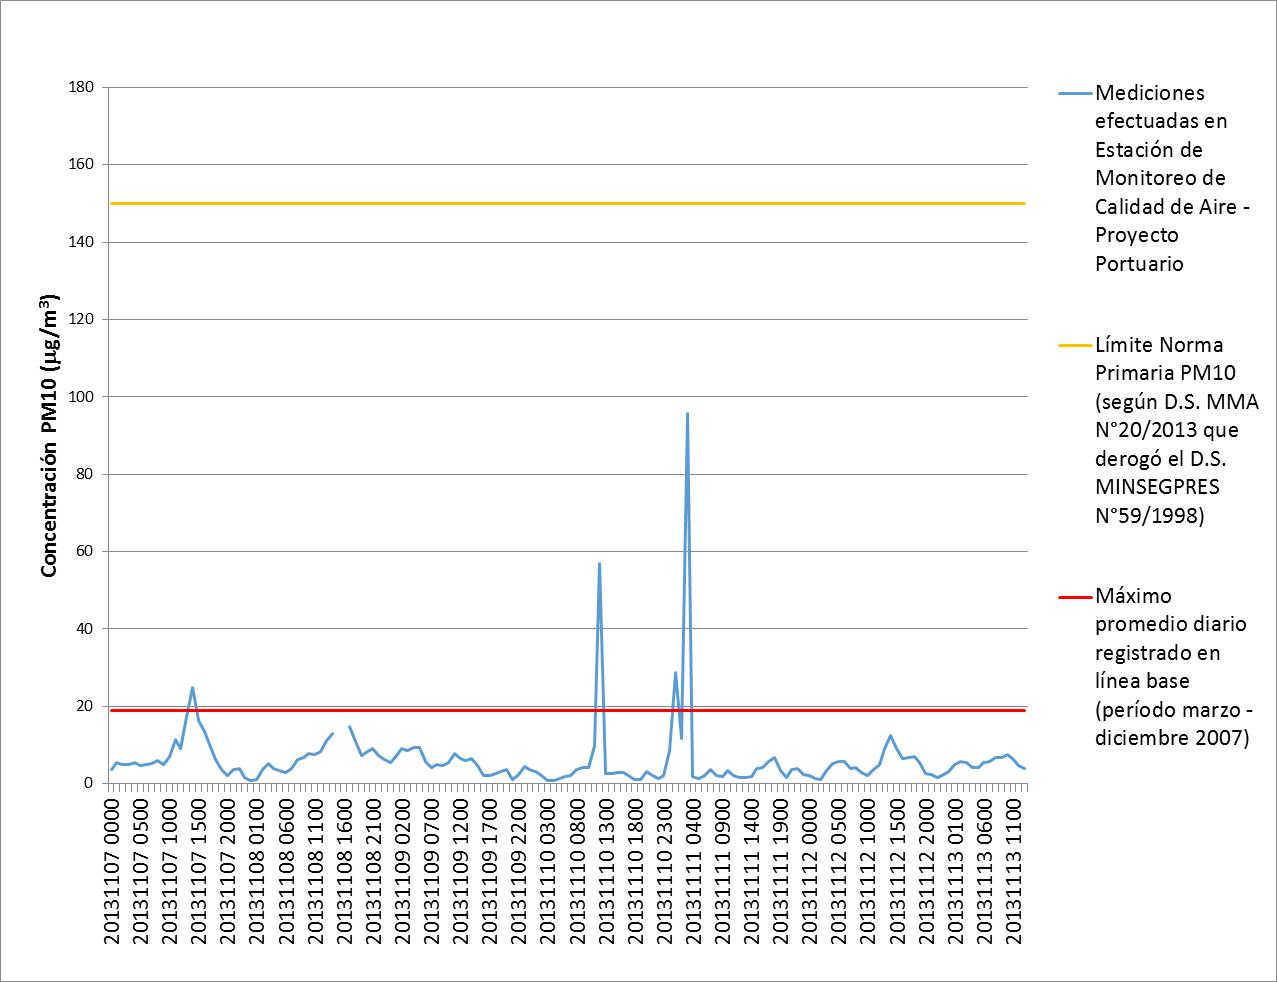 180
160
140
120
100
80
60
40
20
0
Concentración PM10 (µg/m³)
20131107 0000
20131107 0500
20131107 1000
20131107 1500
20131107 2000
20131108 0100
20131108 0600
20131108 1100
20131108 1600
20131108 2100
20131109 0200
20131109 0700
20131109 1200
20131109 1700
20131109 2200
20131110 0300
20131110 0800
20131110 1300
20131110 1800
20131110 2300
20131111 0400
20131111 0900
20131111 1400
20131111 1900
20131112 0000
20131112 0500
20131112 1000
20131112 1500
20131112 2000
20131113 0100
20131113 0600
20131113 1100
Mediciones
efectuadas en
Estación de
Monitoreo de
Calidad de Aire -
Proyecto
Portuario
Límite Norma
Primaria PM10
(según D.S. MMA
N°20/2013 que
derogó el D.S.
MINSEGPRES
N°59/1998)
Máximo
promedio diario
registrado en
línea base
(período marzo -
diciembre 2007)